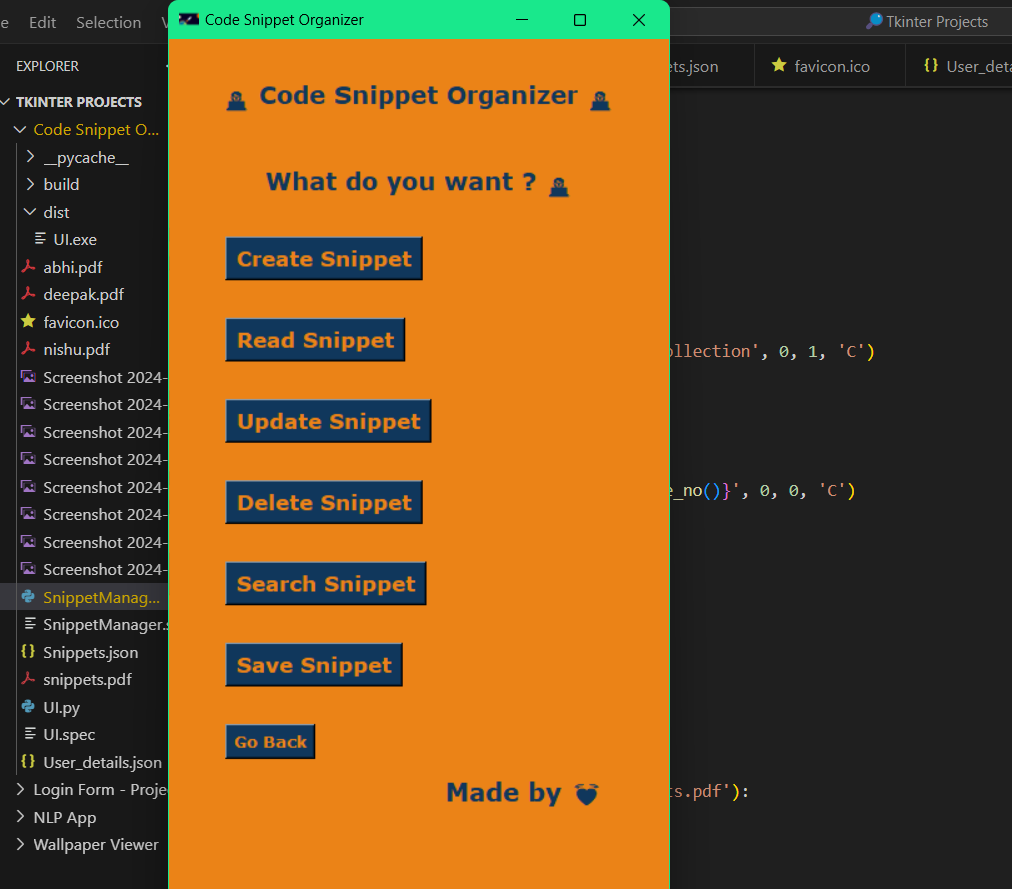 Code Snippet Organizer
Edit Selection
Tkinter Projects
EXPLORER
favicon.ico
TKINTER PROJECTS
Code Snippet O...
__pycache__
build
dist
UI.exe
abhi.pdf
deepak.pdf
favicon.ico
nishu.pdf
Screenshot 2024-
Screenshot 2024-
Screenshot 2024-
Screenshot 2024-
Screenshot 2024-
Screenshot 2024-
Screenshot 2024-
Screenshot 2024-
SnippetManag...
SnippetManager.s
Snippets.json
snippets.pdf
UI.py
UI.spec
User_details.json
Login Form - Proje
NLP App
Wallpaper Viewer
Code Snippet Organizer
What do you want ?
Create Snippet
Read Snippet
Update Snippet
Delete Snippet
Search Snippet
Save Snippet
Go Back
Made by
ets.json
{} User_deta
ollection', 0, 1, 'C')
e_no()}', 0, 0, 'C')
ts.pdf'):